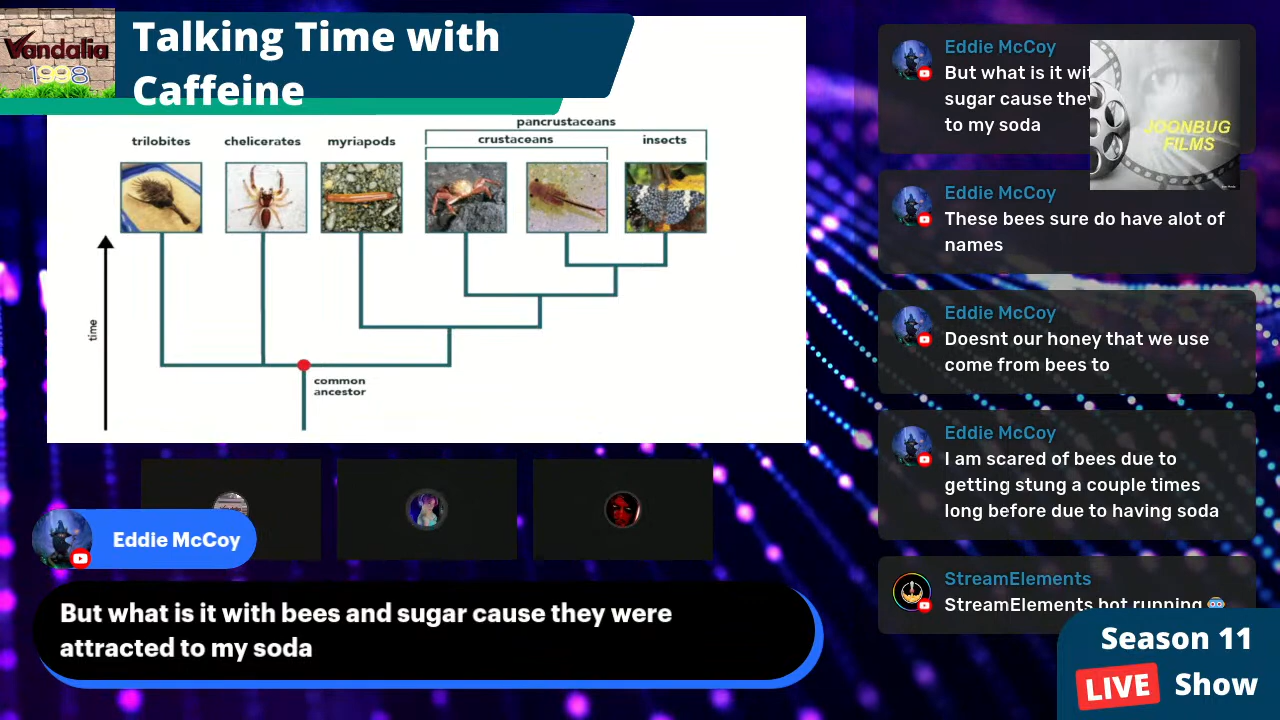 Vandalia
1998
Talking Time with
Caffeine
pancrustaceans
trilobites
chelicerates
myriapods
crustaceans
insects
time
common
ancestor
Eddie McCoy
But what is it with bees and sugar cause they were
attracted to my soda
Eddie McCoy
But what is it wit
sugar cause they
to my soda
JOONBUG
FILMS
Eddie McCoy
These bees sure do have alot of
names
Eddie McCoy
Doesnt our honey that we use
come from bees to
Eddie McCoy
I am scared of bees due to
getting stung a couple times
long before due to having soda
StreamElements
StreamElements bot running
Season 11
LIVE Show